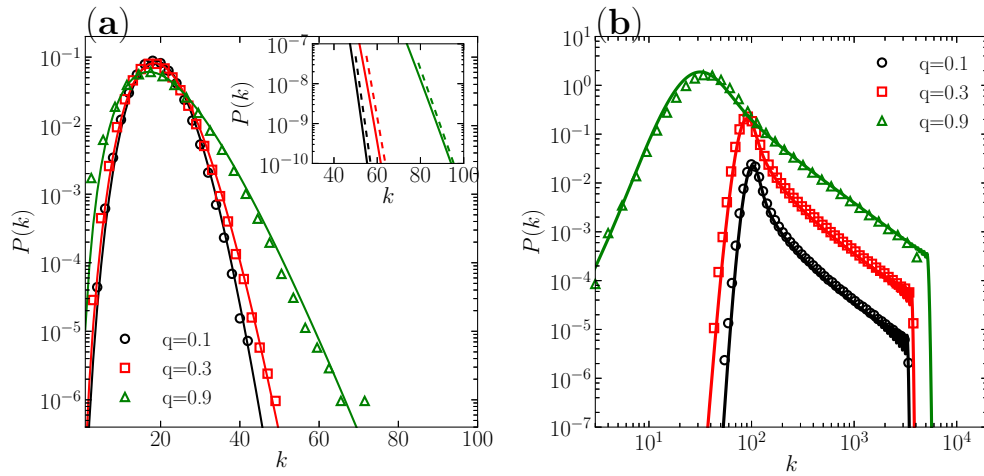 (a)
P(k)
10^{-1}
10^{-2}
10^{-3}
10^{-4}
10^{-5}
10^{-6}
20 40 60 80 100
k
q=0.1
q=0.3
q=0.9
P(k)
10^{-7}
10^{-8}
10^{-9}
10^{-10}
40 60 80 100
k
(b)
P(k)
10^{1}
10^{0}
10^{-1}
10^{-2}
10^{-3}
10^{-4}
10^{-5}
10^{-6}
10^{-7}
10^{1} 10^{2} 10^{3} 10^{4}
k
q=0.1
q=0.3
q=0.9